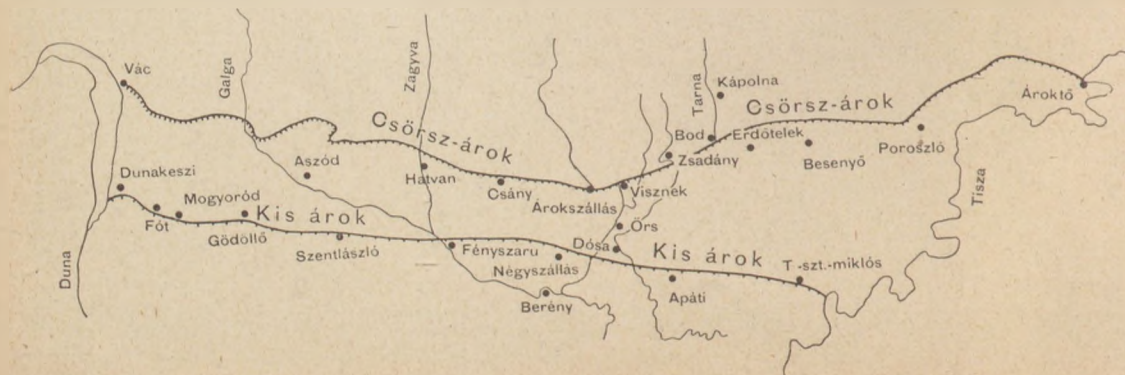 Vác
Galga
Zagyva
Tarna
Kápolna
Ároktő
Csörsz-árok
Csörsz-árok
Bod
Erdőtelek
Zsadány
Besenyő
Poroszló
Aszód
Hatvan
Csány
Árokszállás
Visznek
Dunakeszi
Mogyoród
Fót
Kis árok
Gödöllő
Szentlászló
Fényszaru
Négyszállás
Dósa
Örs
Kis árok
T-szt.-miklós
Apáti
Berény
Duna
Tisza